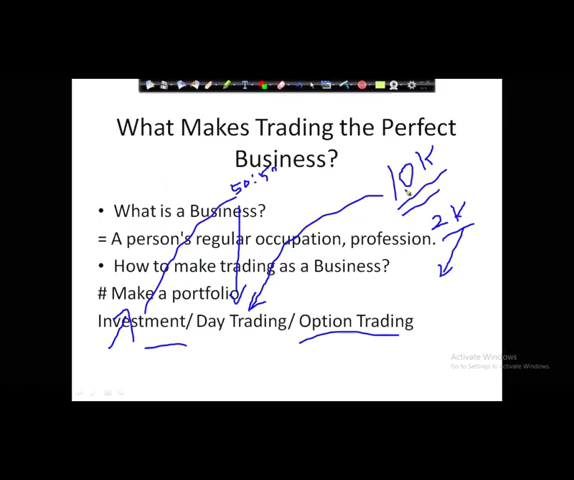 What Makes Trading the Perfect
Business?
50:50
10K
• What is a Business?
2K
= A person's regular occupation, profession.
• How to make trading as a Business?
# Make a portfolio
Investment/ Day Trading/ Option Trading
Activate Windows
Go to Settings to activate Windows.